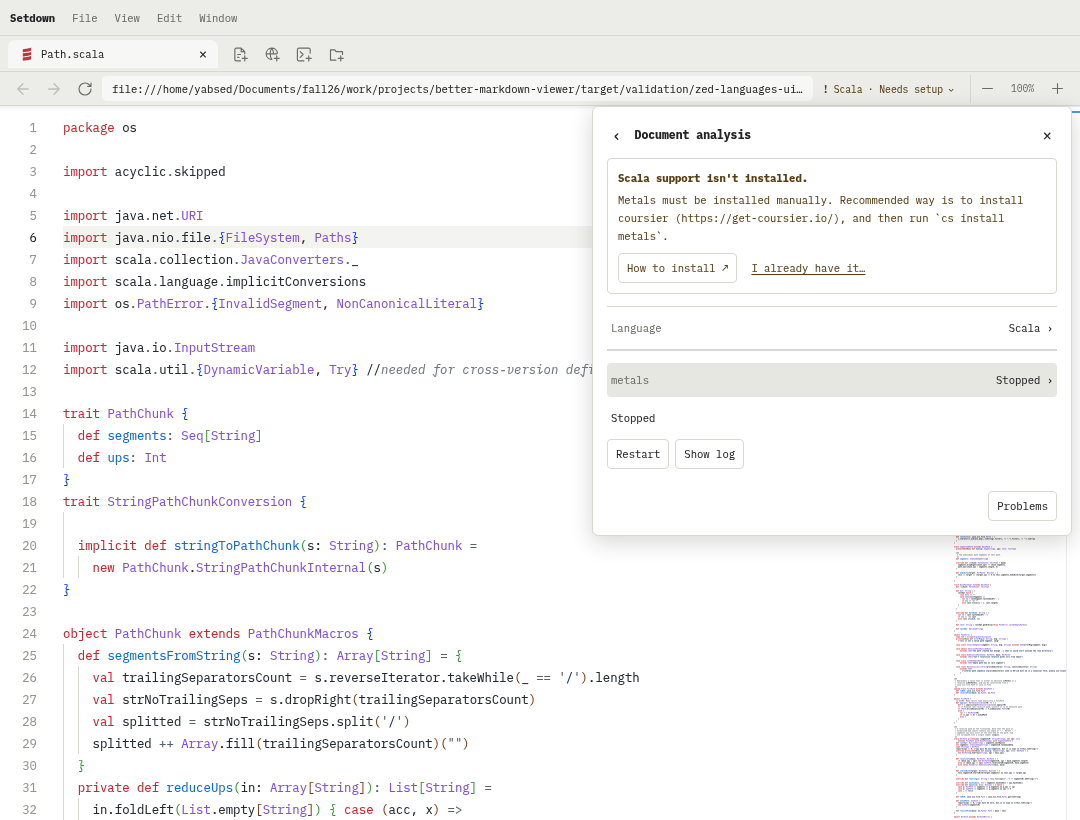 Setdown File View Edit Window
Path.scala
file:///home/yabsed/Documents/fall26/work/projects/better-markdown-viewer/target/validation/zed-languages-ui… ! Scala · Needs setup 100%
1 package os
2
3 import acyclic.skipped
4
5 import java.net.URI
6 import java.nio.file.{FileSystem, Paths}
7 import scala.collection.JavaConverters._
8 import scala.language.implicitConversions
9 import os.PathError.{InvalidSegment, NonCanonicalLiteral}
10
11 import java.io.InputStream
12 import scala.util.{DynamicVariable, Try} //needed for cross-version defi
13
14 trait PathChunk {
15 def segments: Seq[String]
16 def ups: Int
17 }
18 trait StringPathChunkConversion {
19
20 implicit def stringToPathChunk(s: String): PathChunk =
21 new PathChunk.StringPathChunkInternal(s)
22 }
23
24 object PathChunk extends PathChunkMacros {
25 def segmentsFromString(s: String): Array[String] = {
26 val trailingSeparatorsCount = s.reverseIterator.takeWhile(_ == '/').length
27 val strNoTrailingSeps = s.dropRight(trailingSeparatorsCount)
28 val splitted = strNoTrailingSeps.split('/')
29 splitted ++ Array.fill(trailingSeparatorsCount)("")
30 }
31 private def reduceUps(in: Array[String]): List[String] =
32 in.foldLeft(List.empty[String]) { case (acc, x) =>
Document analysis
Scala support isn't installed.
Metals must be installed manually. Recommended way is to install
coursier (https://get-coursier.io/), and then run `cs install
metals`.
How to install ↗ I already have it…
Language Scala ›
metals Stopped ›
Stopped
Restart Show log
Problems